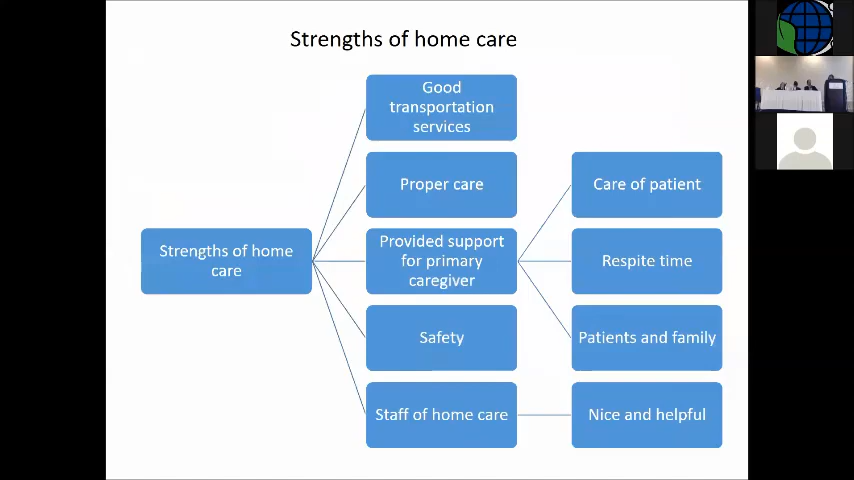 Strengths of home care
Good
transportation
services
Proper care
Care of patient
Strengths of home
care
Provided support
for primary
caregiver
Respite time
Safety
Patients and family
Staff of home care
Nice and helpful